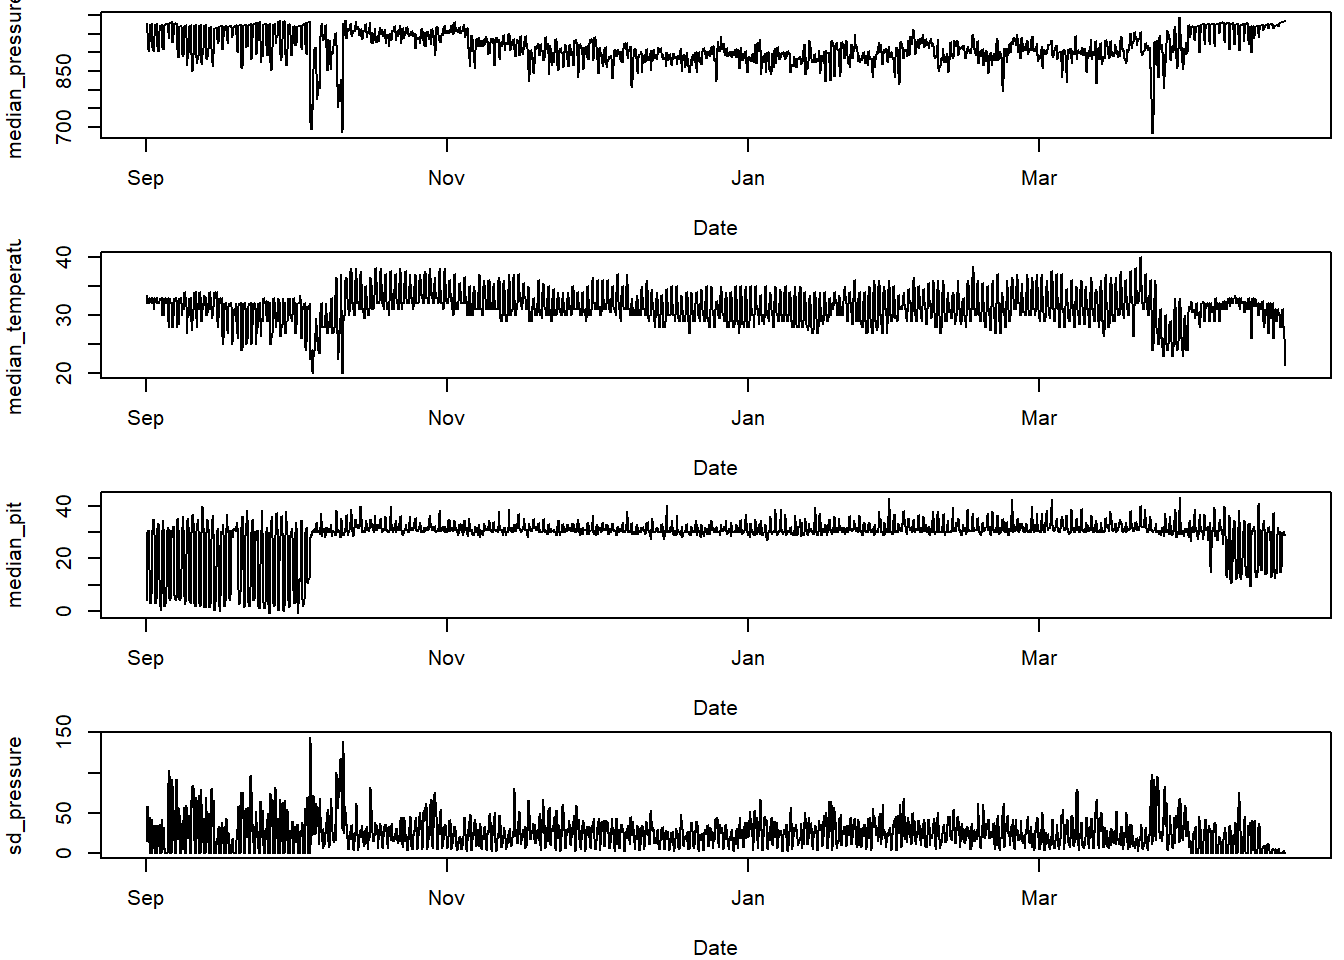 median_pressure
850
700
Sep Nov Jan Mar
Date
median_temperatu
40
30
20
Sep Nov Jan Mar
Date
median_pit
40
20
0
Sep Nov Jan Mar
Date
sd_pressure
150
50
0
Sep Nov Jan Mar
Date